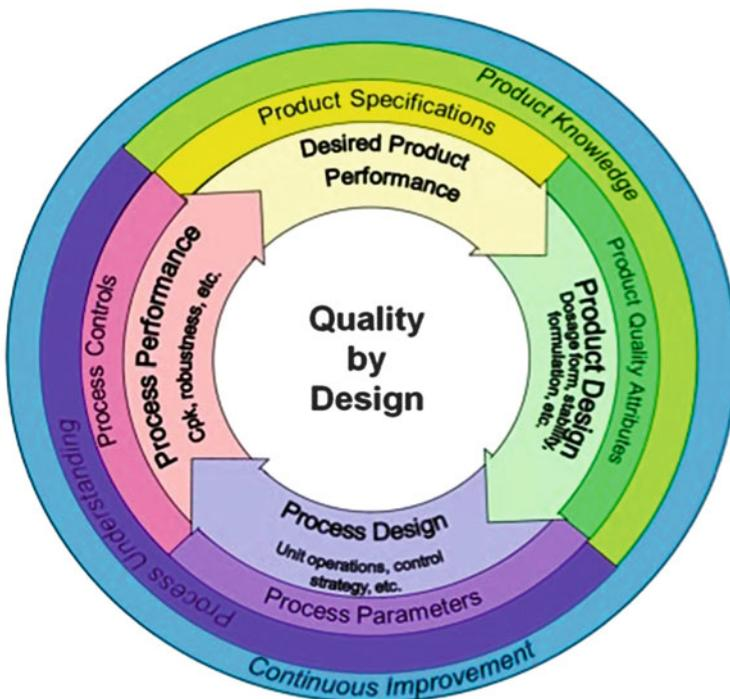 Product Knowledge
Product Specifications
Desired Product
Performance
Product Quality Attributes
Product Design
Dosage form, stability,
formulation, etc.
Quality
by
Design
Process Controls
Process Performance
Cpk, robustness, etc.
Process Design
Unit operations, control
strategy, etc.
Process Parameters
Process Understanding
Continuous Improvement